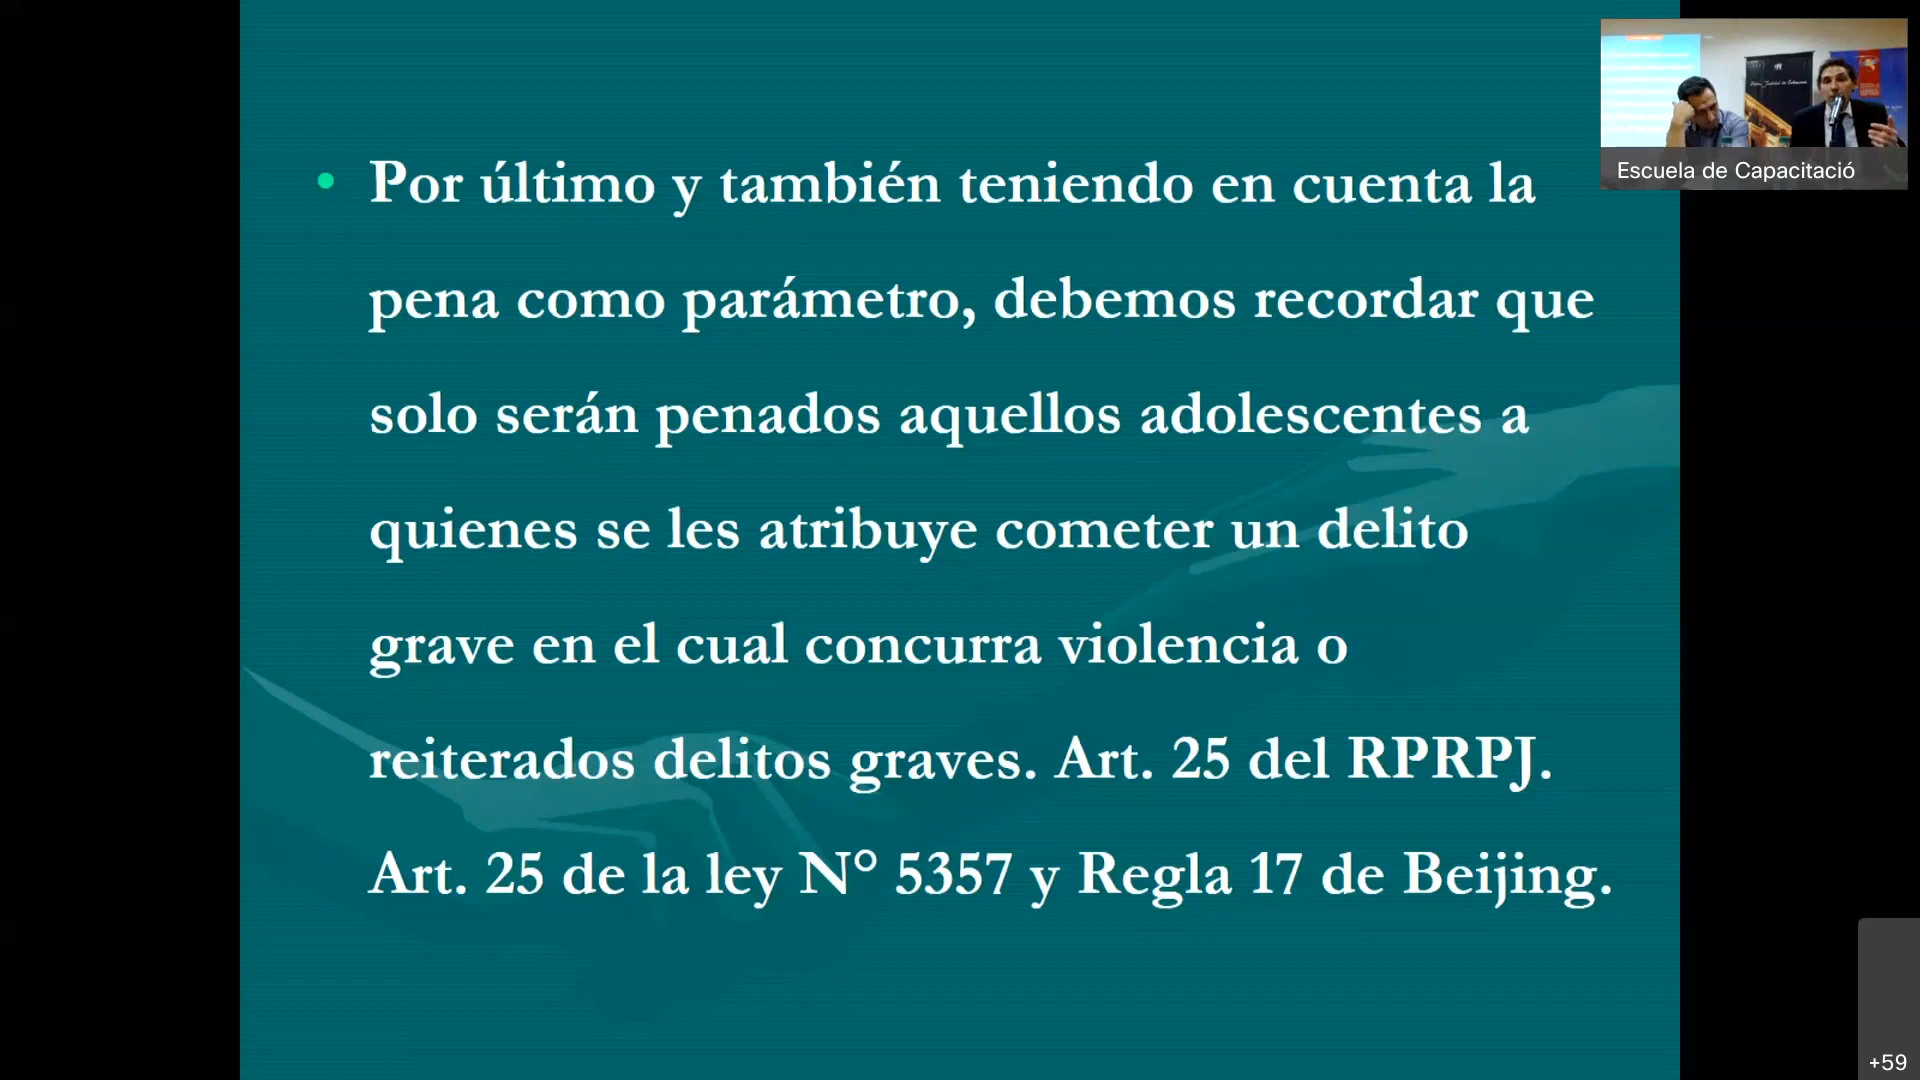 • Por último y también teniendo en cuenta la
pena como parámetro, debemos recordar que
solo serán penados aquellos adolescentes a
quienes se les atribuye cometer un delito
grave en el cual concurra violencia o
reiterados delitos graves. Art. 25 del RPRPJ.
Art. 25 de la ley N° 5357 y Regla 17 de Beijing.
Escuela de Capacitació
+59